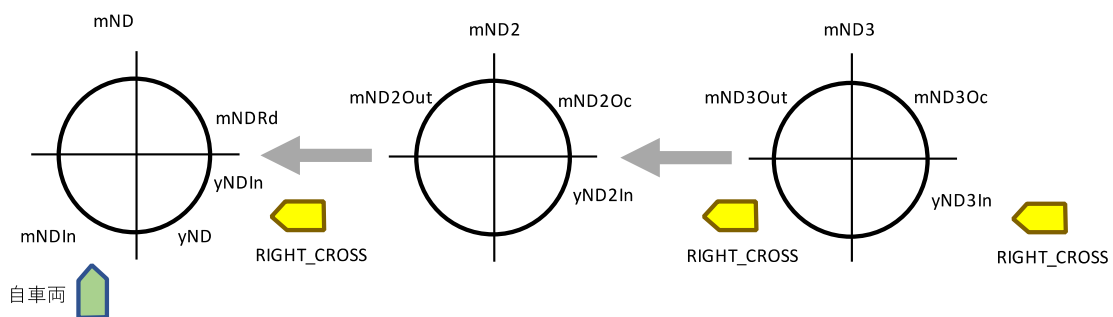 mND
mNDRd
yNDIn
yND
mNDIn
自車両
RIGHT_CROSS
mND2
mND2Out
mND2Oc
yND2In
RIGHT_CROSS
mND3
mND3Out
mND3Oc
yND3In
RIGHT_CROSS